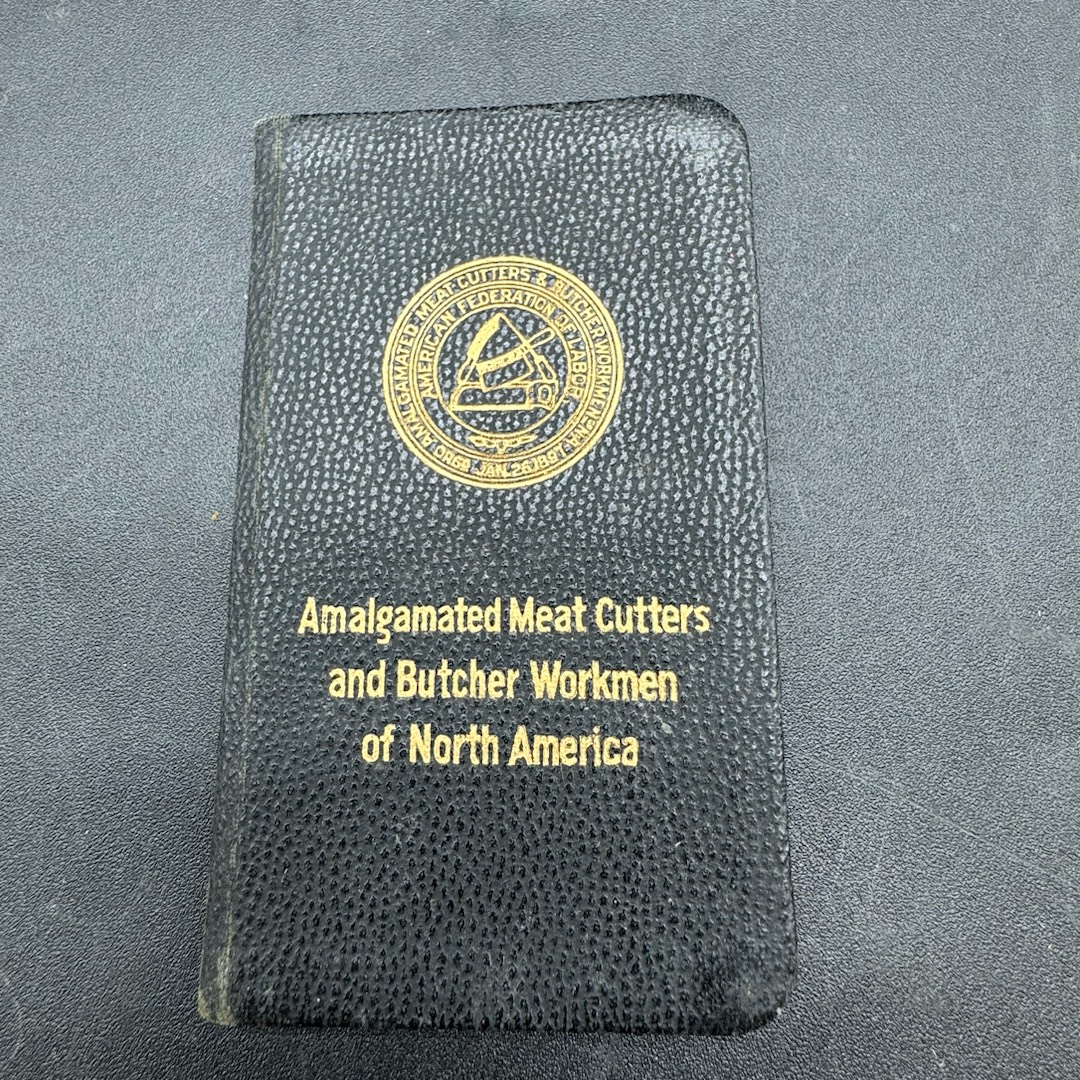 AMALGAMATED MEAT CUTTERS & BUTCHER WORKMEN N.A.
AMERICAN FEDERATION OF LABOR.
ORG'D JAN. 26, 1897
Amalgamated Meat Cutters
and Butcher Workmen
of North America